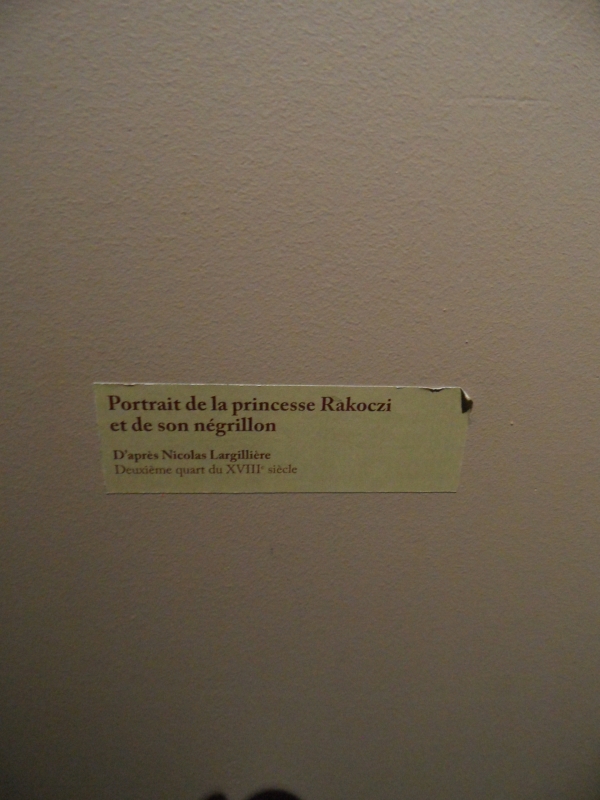 Portrait de la princesse Rakoczi
et de son négrillon
D'après Nicolas Largillière
Deuxième quart du XVIIIᵉ siècle